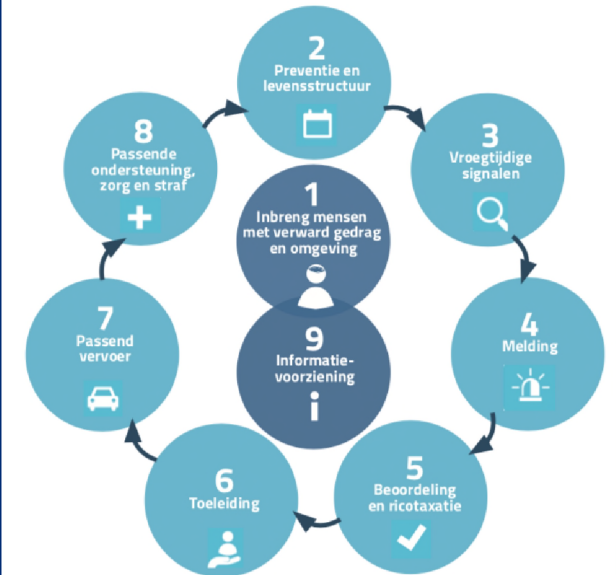 1
Inbreng mensen
met verward gedrag
en omgeving
2
Preventie en
levensstructuur
3
Vroegtijdige
signalen
4
Melding
5
Beoordeling
en ricotaxatie
6
Toeleiding
7
Passend
vervoer
8
Passende
ondersteuning,
zorg en straf
9
Informatie-
voorziening
i